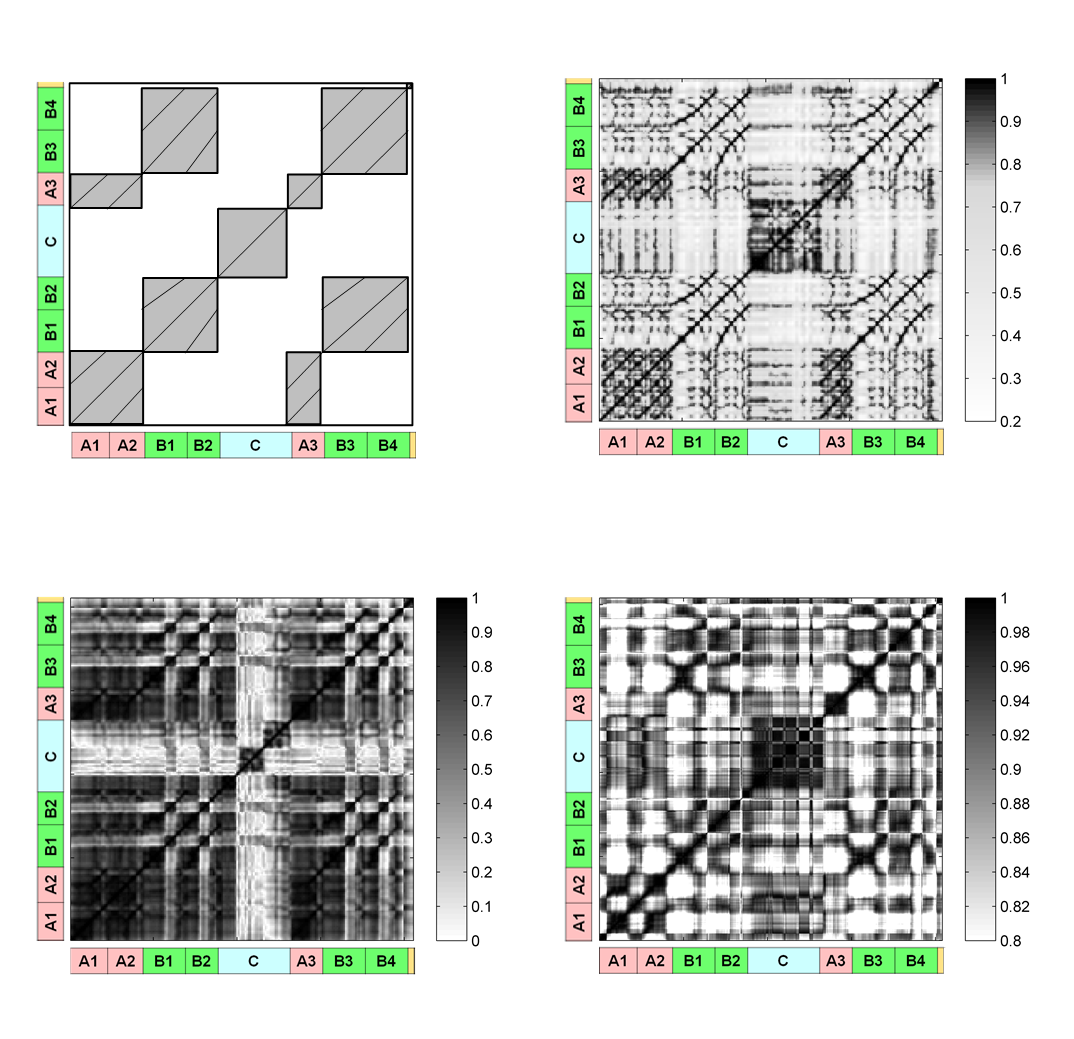 B4
B3
A3
C
B2
B1
A2
A1
A1 A2 B1 B2 C A3 B3 B4
B4
B3
A3
C
B2
B1
A2
A1
A1 A2 B1 B2 C A3 B3 B4
1
0.9
0.8
0.7
0.6
0.5
0.4
0.3
0.2
B4
B3
A3
C
B2
B1
A2
A1
A1 A2 B1 B2 C A3 B3 B4
1
0.9
0.8
0.7
0.6
0.5
0.4
0.3
0.2
0.1
0
B4
B3
A3
C
B2
B1
A2
A1
A1 A2 B1 B2 C A3 B3 B4
1
0.98
0.96
0.94
0.92
0.9
0.88
0.86
0.84
0.82
0.8